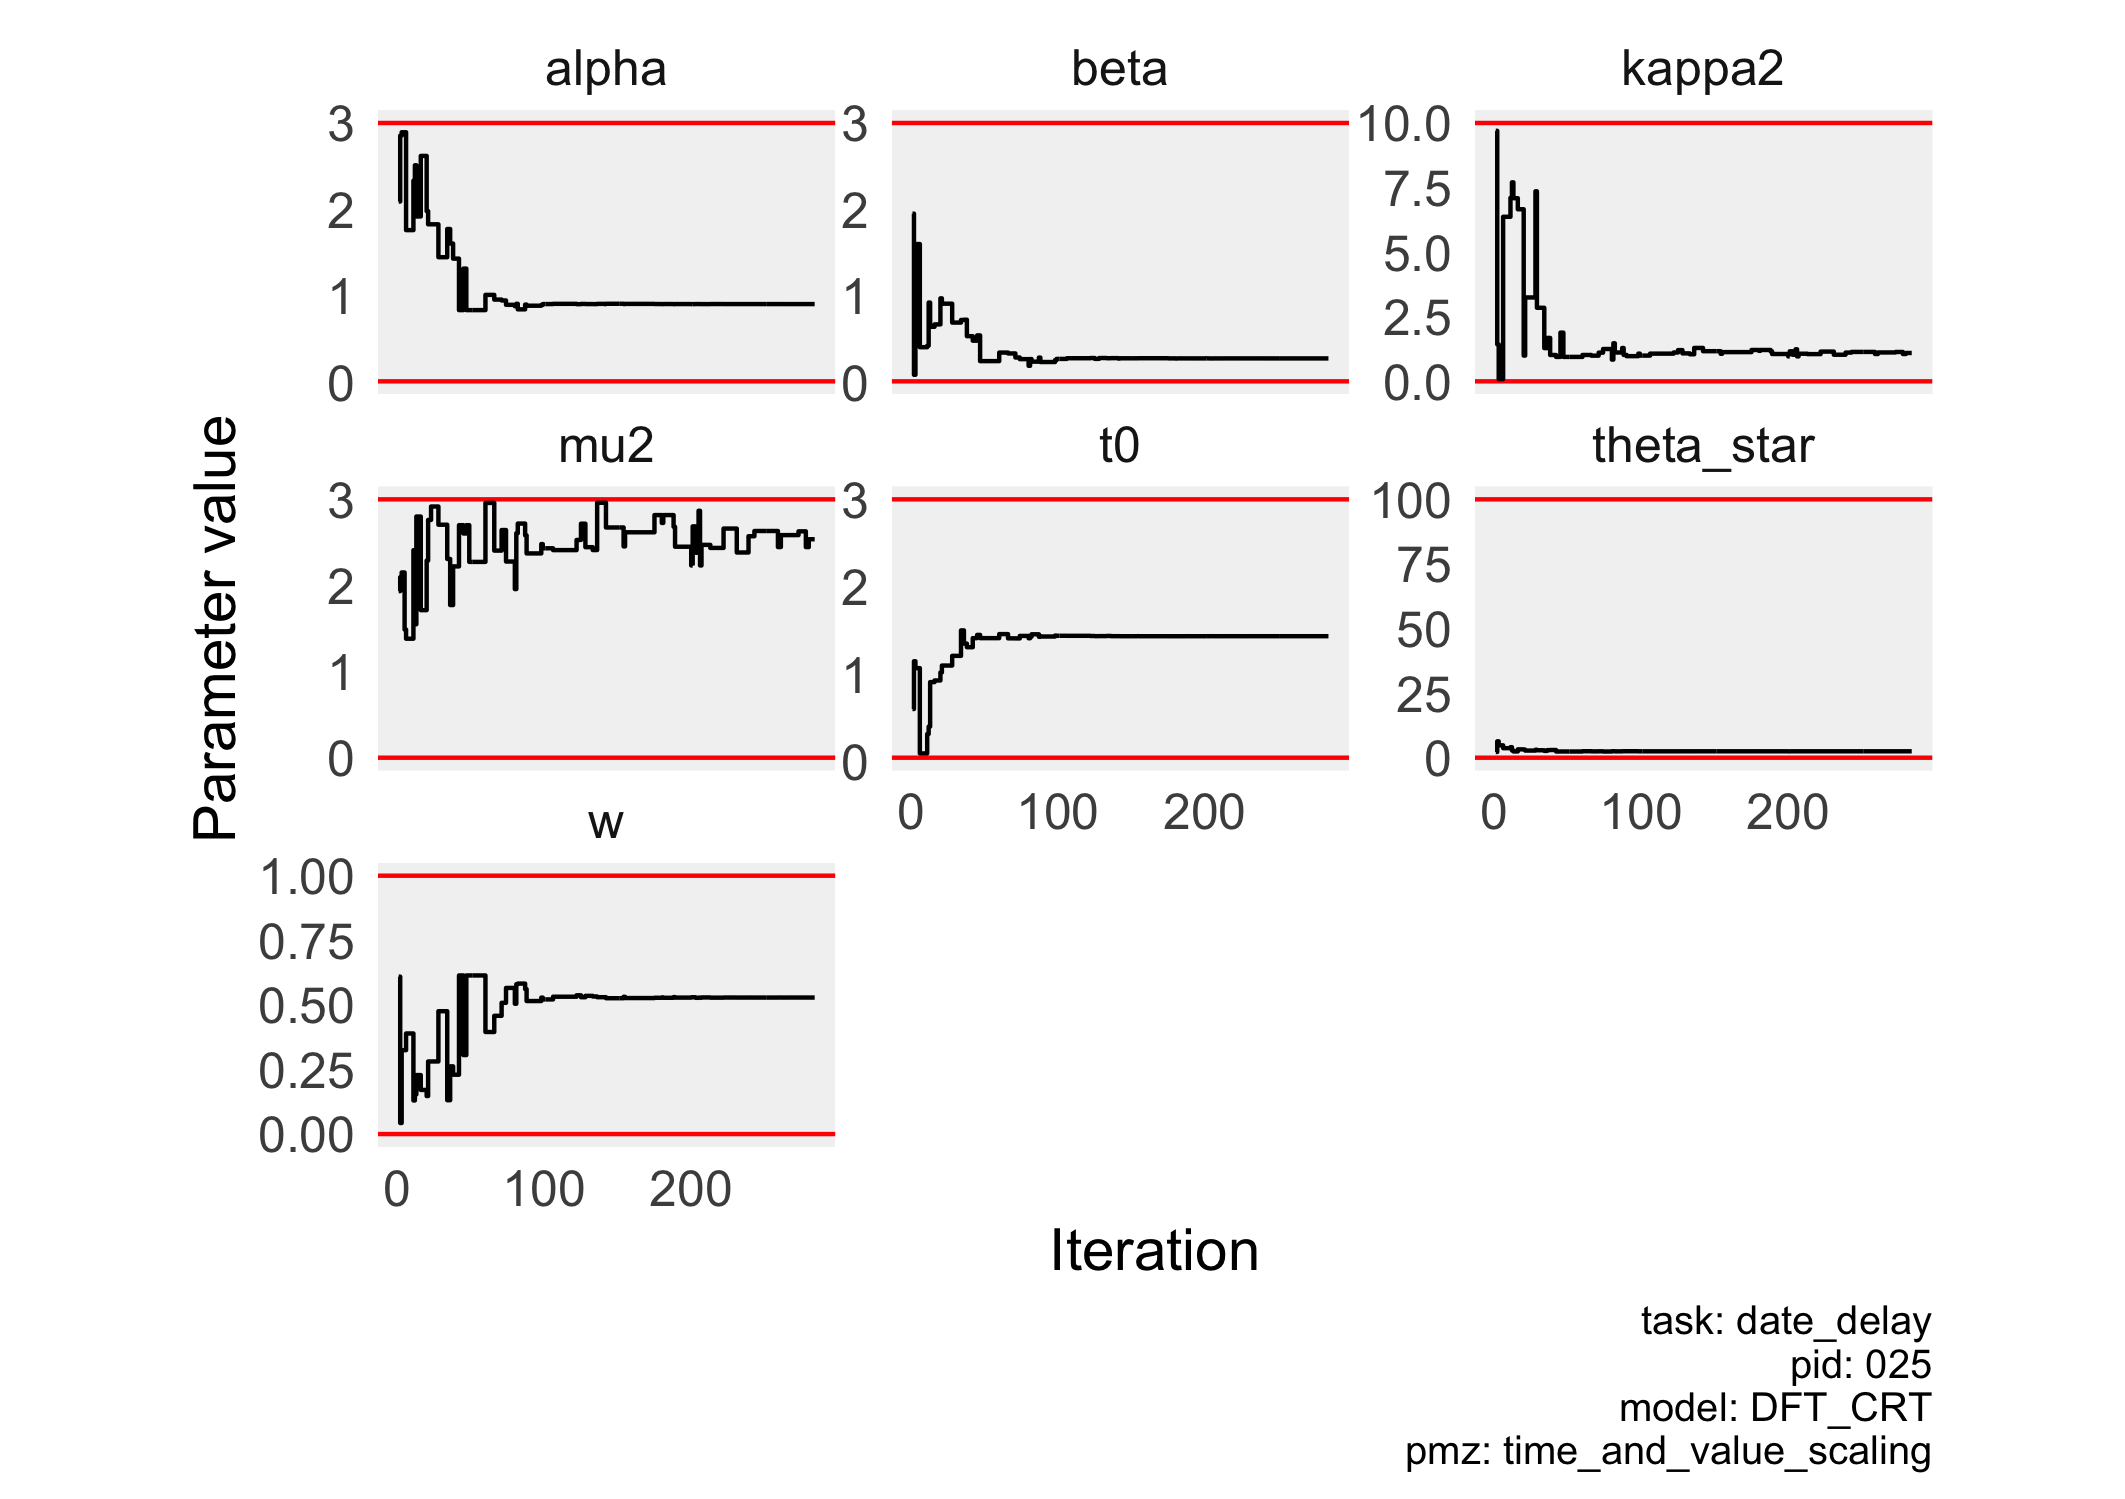 alpha beta kappa2
3 3 10.0
2 2 7.5
5.0
1 1 2.5
0 0 0.0
mu2 t0 theta_star
3 3 100
2 2 75
50
1 1 25
0 0 0
0 100 200 0 100 200
w
1.00
0.75
0.50
0.25
0.00
0 100 200
Parameter value
Iteration
task: date_delay
pid: 025
model: DFT_CRT
pmz: time_and_value_scaling